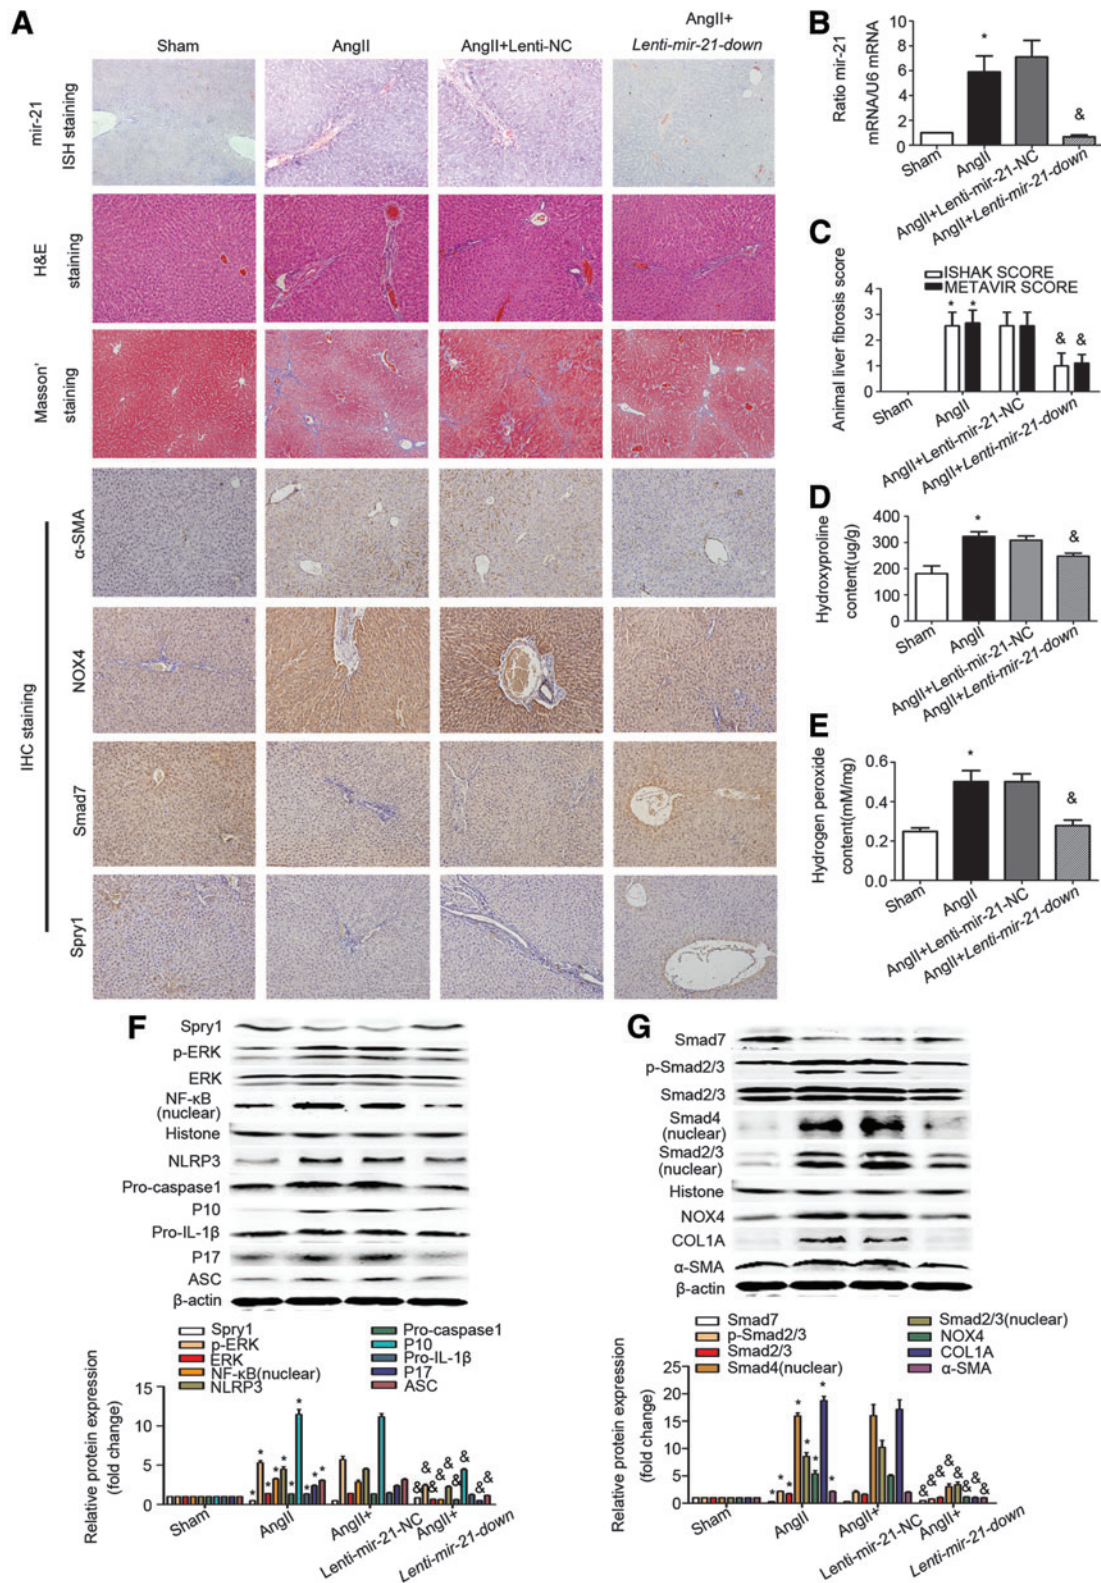 A
Sham
AngII
AngII+Lenti-NC
AngII+
Lenti-mir-21-down
mir-21
ISH staining
H&E
staining
Masson'
staining
IHC staining
α-SMA
NOX4
Smad7
Spry1
B
Ratio mir-21
mRNA/U6 mRNA
8
6
4
2
0
*
&
Sham
AngII
AngII+Lenti-mir-21-NC
AngII+Lenti-mir-21-down
C
ISHAK SCORE
METAVIR SCORE
Animal liver fibrosis score
4
3
2
1
0
* *
& &
Sham
AngII
AngII+Lenti-mir-21-NC
AngII+Lenti-mir-21-down
D
Hydroxyproline
content(ug/g)
400
300
200
100
0
*
&
Sham
AngII
AngII+Lenti-mir-21-NC
AngII+Lenti-mir-21-down
E
Hydrogen peroxide
content(mM/mg)
0.6
0.4
0.2
0.0
*
&
Sham
AngII
AngII+Lenti-mir-21-NC
AngII+Lenti-mir-21-down
F
Spry1
p-ERK
ERK
NF-κB
(nuclear)
Histone
NLRP3
Pro-caspase1
P10
Pro-IL-1β
P17
ASC
β-actin
Spry1
p-ERK
ERK
NF-κB(nuclear)
NLRP3
Pro-caspase1
P10
Pro-IL-1β
P17
ASC
Relative protein expression
(fold change)
15
10
5
0
* * * * * * * * * *
& & & & & & & & &
Sham
AngII
AngII+
Lenti-mir-21-NC
AngII+
Lenti-mir-21-down
G
Smad7
p-Smad2/3
Smad2/3
Smad4
(nuclear)
Smad2/3
(nuclear)
Histone
NOX4
COL1A
α-SMA
β-actin
Smad7
p-Smad2/3
Smad2/3
Smad4(nuclear)
Smad2/3(nuclear)
NOX4
COL1A
α-SMA
Relative protein expression
(fold change)
25
20
15
10
5
0
* * * * * * * *
& & & & & & & &
Sham
AngII
AngII+
Lenti-mir-21-NC
AngII+
Lenti-mir-21-down